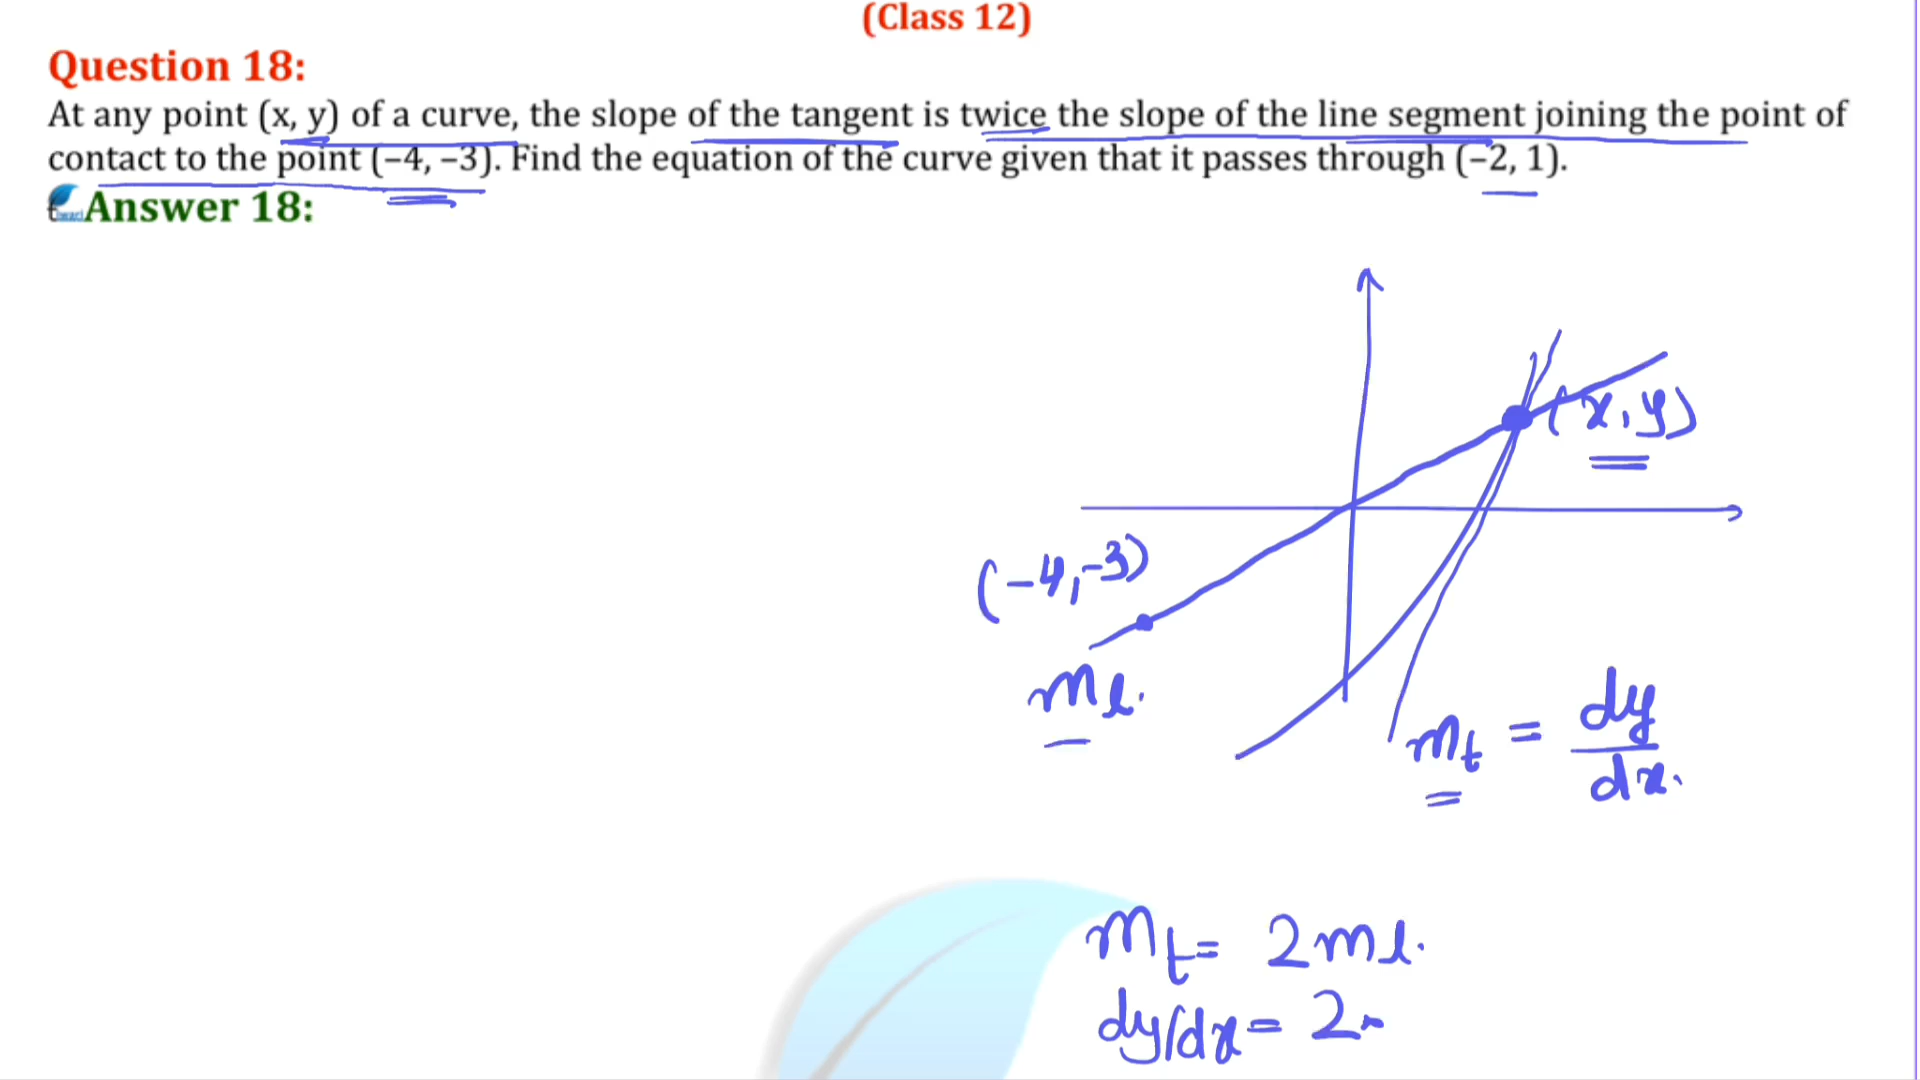 (Class 12)
Question 18:
At any point (x, y) of a curve, the slope of the tangent is twice the slope of the line segment joining the point of
contact to the point (−4, −3). Find the equation of the curve given that it passes through (−2, 1).
Answer 18:
(x, y)
(-4, -3)
ml.
mt = dy/dx.
mt = 2ml.
dy/dx = 2